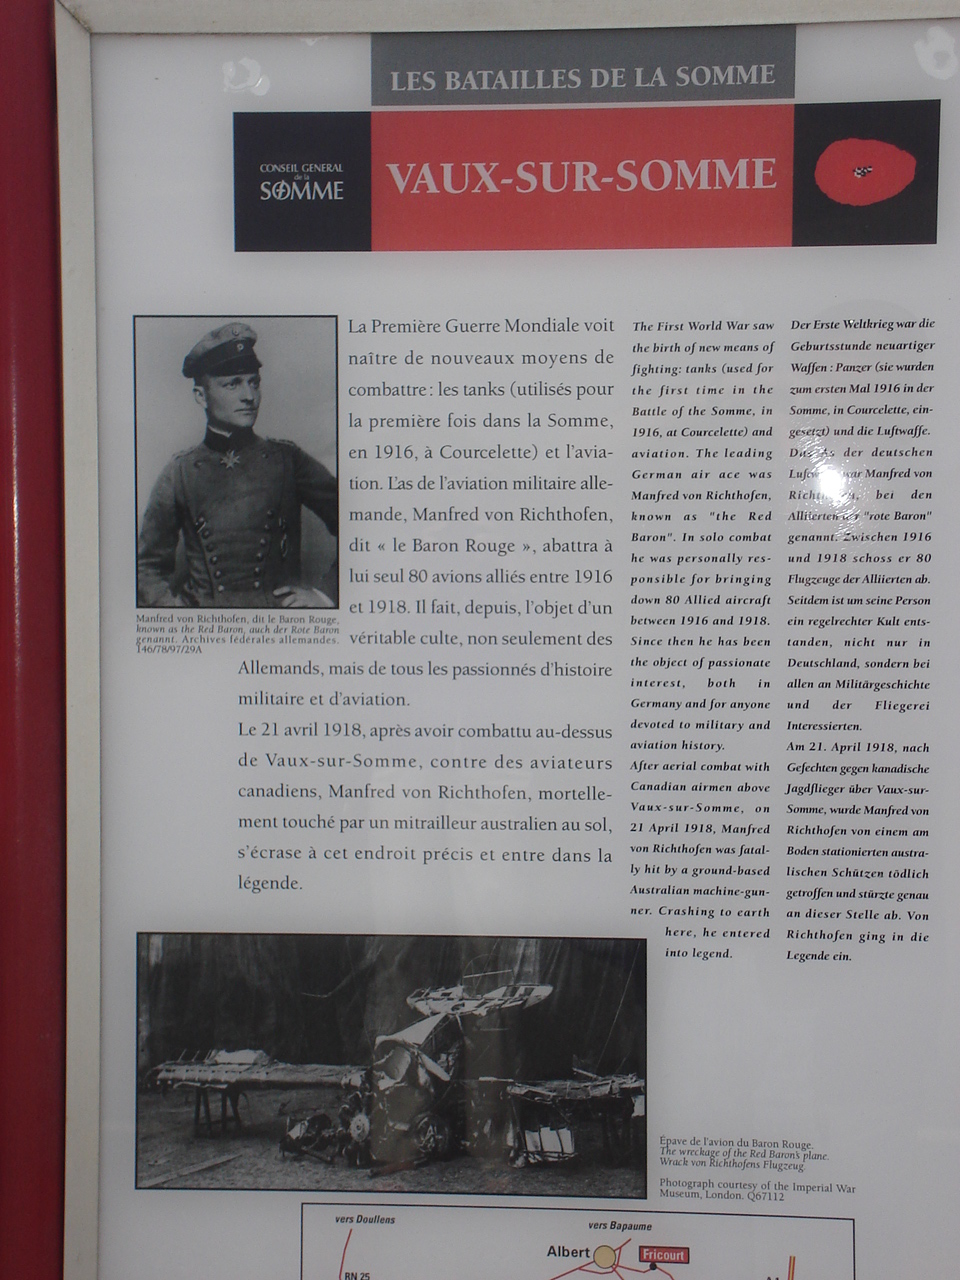 LES BATAILLES DE LA SOMME
CONSEIL GENERAL
de la
SOMME
VAUX-SUR-SOMME
La Première Guerre Mondiale voit
naître de nouveaux moyens de
combattre : les tanks (utilisés pour
la première fois dans la Somme,
en 1916, à Courcelette) et l'avia-
tion. L'as de l'aviation militaire alle-
mande, Manfred von Richthofen,
dit « le Baron Rouge », abattra à
lui seul 80 avions alliés entre 1916
et 1918. Il fait, depuis, l'objet d'un
véritable culte, non seulement des
Allemands, mais de tous les passionnés d'histoire
militaire et d'aviation.
Le 21 avril 1918, après avoir combattu au-dessus
de Vaux-sur-Somme, contre des aviateurs
canadiens, Manfred von Richthofen, mortelle-
ment touché par un mitrailleur australien au sol,
s'écrase à cet endroit précis et entre dans la
légende.
Manfred von Richthofen, dit le Baron Rouge,
known as the Red Baron, auch der Rote Baron
genannt. Archives fédérales allemandes.
146/78/97/29A
The First World War saw
the birth of new means of
fighting: tanks (used for
the first time in the
Battle of the Somme, in
1916, at Courcelette) and
aviation. The leading
German air ace was
Manfred von Richthofen,
known as "the Red
Baron". In solo combat
he was personally res-
ponsible for bringing
down 80 Allied aircraft
between 1916 and 1918.
Since then he has been
the object of passionate
interest, both in
Germany and for anyone
devoted to military and
aviation history.
After aerial combat with
Canadian airmen above
Vaux-sur-Somme, on
21 April 1918, Manfred
von Richthofen was fatal-
ly hit by a ground-based
Australian machine-gun-
ner. Crashing to earth
here, he entered
into legend.
Der Erste Weltkrieg war die
Geburtsstunde neuartiger
Waffen : Panzer (sie wurden
zum ersten Mal 1916 in der
Somme, in Courcelette, ein-
gesetzt) und die Luftwaffe.
der deutschen
war Manfred von
bei den
Alliierten der "rote Baron"
genannt. Zwischen 1916
und 1918 schoss er 80
Flugzeuge der Alliierten ab.
Seitdem ist um seine Person
ein regelrechter Kult ents-
tanden, nicht nur in
Deutschland, sondern bei
allen an Militärgeschichte
und der Fliegerei
Interessierten.
Am 21. April 1918, nach
Gefechten gegen kanadische
Jagdflieger über Vaux-sur-
Somme, wurde Manfred von
Richthofen von einem am
Boden stationierten austra-
lischen Schützen tödlich
getroffen und stürzte genau
an dieser Stelle ab. Von
Richthofen ging in die
Legende ein.
Épave de l'avion du Baron Rouge.
The wreckage of the Red Baron's plane.
Wrack von Richthofens Flugzeug.
Photograph courtesy of the Imperial War
Museum, London. Q67112
vers Doullens
vers Bapaume
Albert
Fricourt
RN 25